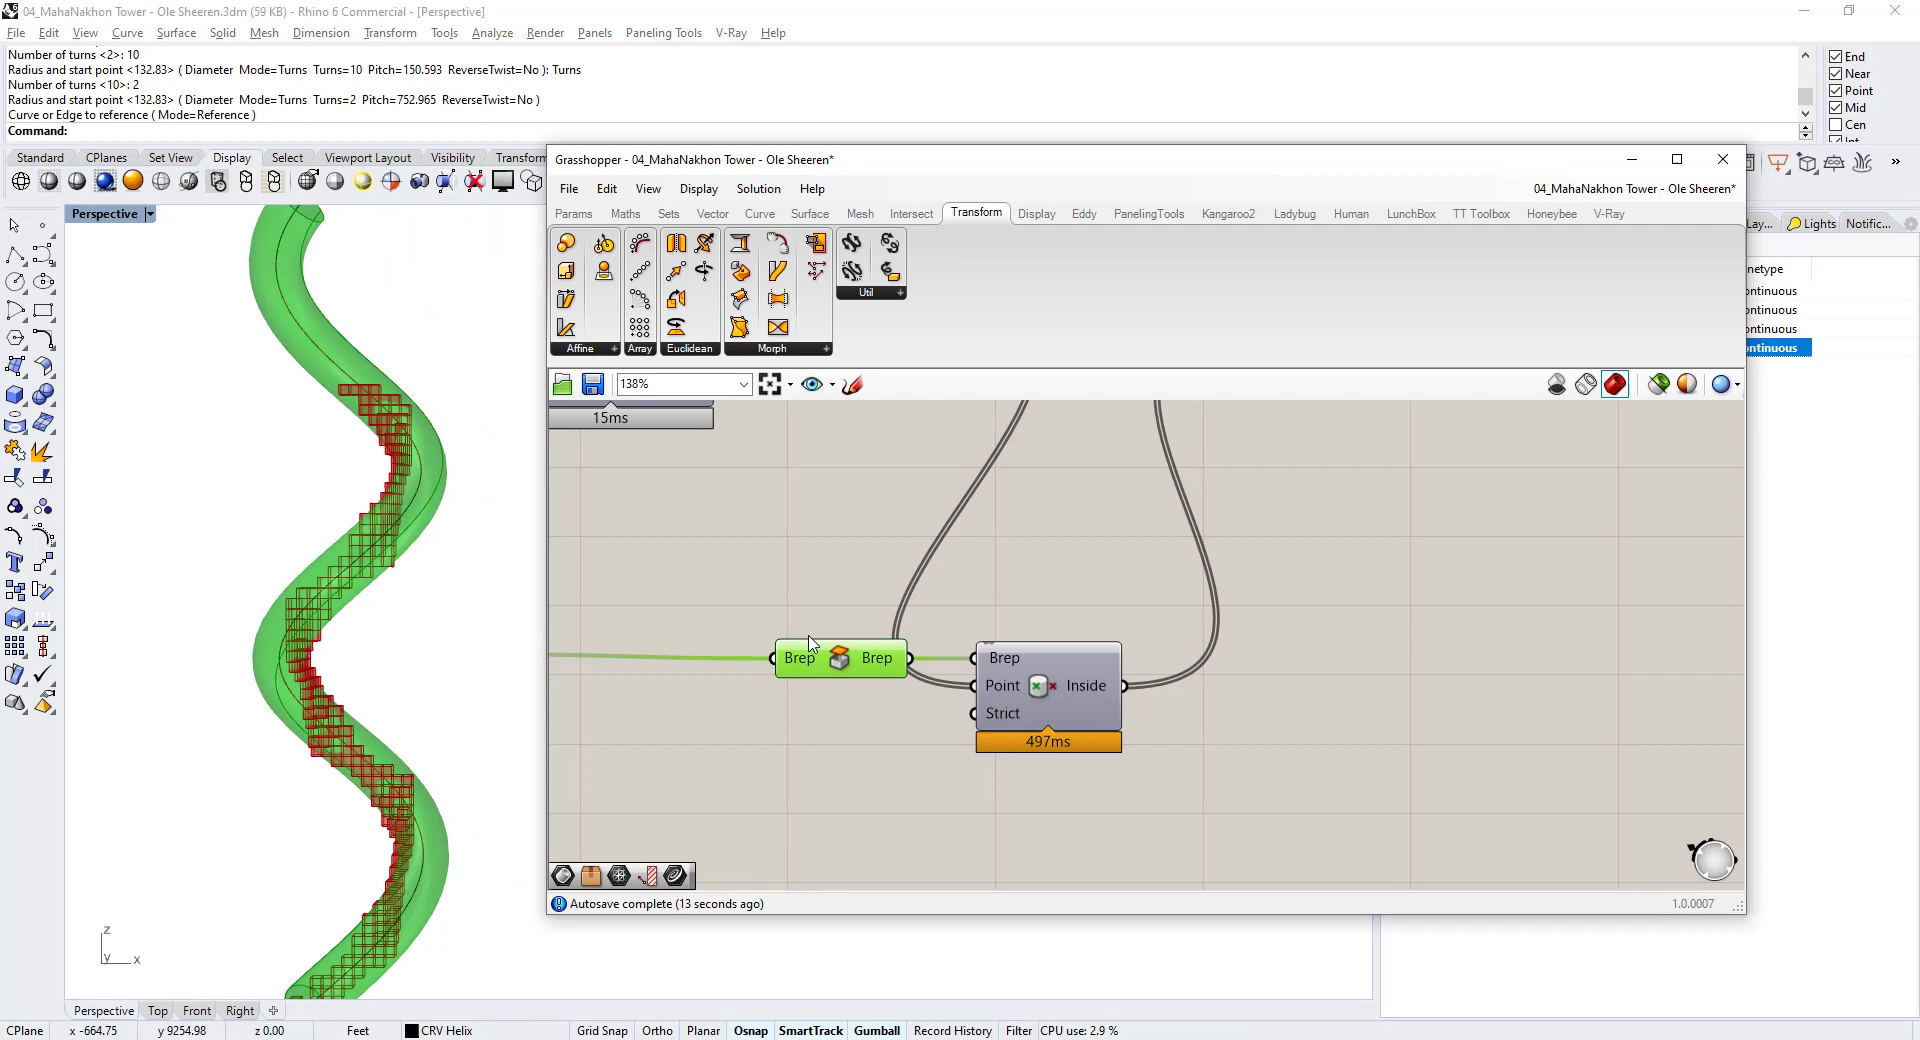 04_MahaNakhon Tower - Ole Sheeren.3dm (59 KB) - Rhino 6 Commercial - [Perspective]
File Edit View Curve Surface Solid Mesh Dimension Transform Tools Analyze Render Panels Paneling Tools V-Ray Help
Number of turns <2>: 10
Radius and start point <132.83> ( Diameter Mode=Turns Turns=10 Pitch=150.593 ReverseTwist=No ): Turns
Number of turns <10>: 2
Radius and start point <132.83> ( Diameter Mode=Turns Turns=2 Pitch=752.965 ReverseTwist=No )
Curve or Edge to reference ( Mode=Reference )
Command:
End
Near
Point
Mid
Cen
Standard CPlanes Set View Display Select Viewport Layout Visibility Transform
Perspective
Grasshopper - 04_MahaNakhon Tower - Ole Sheeren*
File Edit View Display Solution Help
04_MahaNakhon Tower - Ole Sheeren*
Params Maths Sets Vector Curve Surface Mesh Intersect Transform Display Eddy PanelingTools Kangaroo2 Ladybug Human LunchBox TT Toolbox Honeybee V-Ray
Util
Affine Array Euclidean Morph
138%
Lay... Lights Notific...
netype
ontinuous
ontinuous
ontinuous
ontinuous
15ms
Brep Brep
Brep
Point Inside
Strict
497ms
Autosave complete (13 seconds ago)
1.0.0007
z
y x
Perspective Top Front Right
CPlane x -664.75 y 9254.98 z 0.00 Feet CRV Helix Grid Snap Ortho Planar Osnap SmartTrack Gumball Record History Filter CPU use: 2.9 %